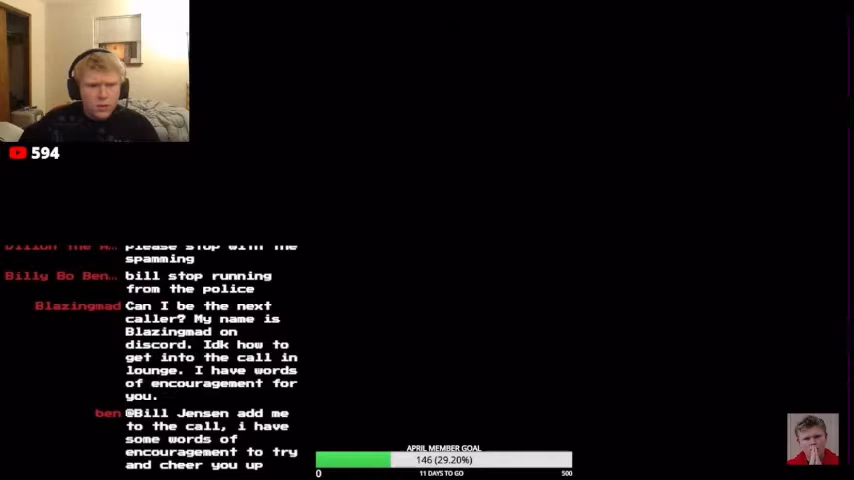 594
please stop with the
spamming
Billy Bo Ben… bill stop running
from the police
Blazingmad Can I be the next
caller? My name is
Blazingmad on
discord. Idk how to
get into the call in
lounge. I have words
of encouragement for
you.
ben @Bill Jensen add me
to the call, i have
some words of
encouragement to try
and cheer you up
APRIL MEMBER GOAL
146 (29.20%)
0 11 DAYS TO GO 500